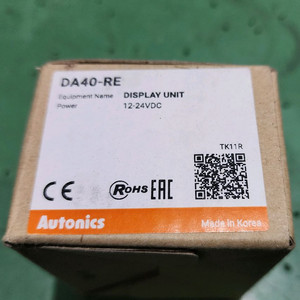 DA40-RE
Equipment Name DISPLAY UNIT
Power 12-24VDC
TK11R
CE RoHS EAC
Autonics Made in Korea